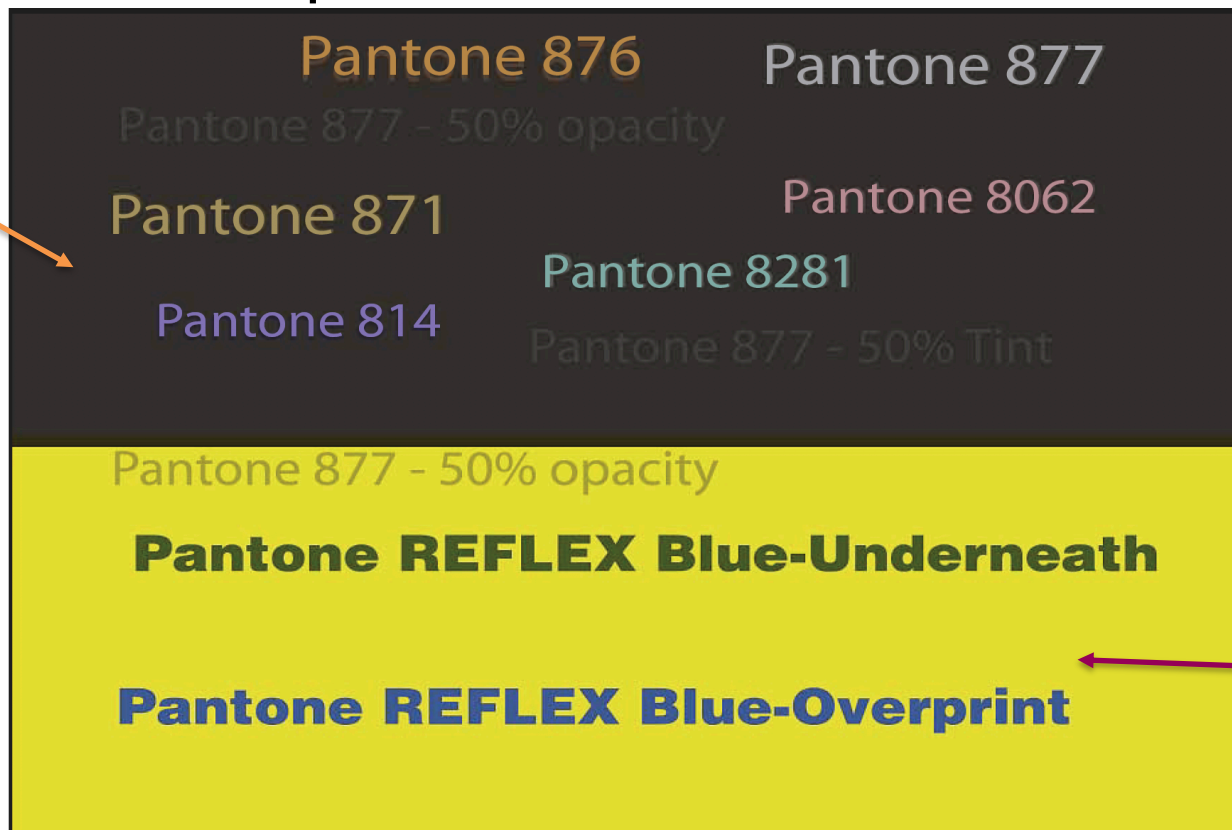 Pantone 876
Pantone 877
Pantone 877 - 50% opacity
Pantone 871
Pantone 8062
Pantone 8281
Pantone 814
Pantone 877 - 50% Tint
Pantone 877 - 50% opacity
Pantone REFLEX Blue-Underneath
Pantone REFLEX Blue-Overprint